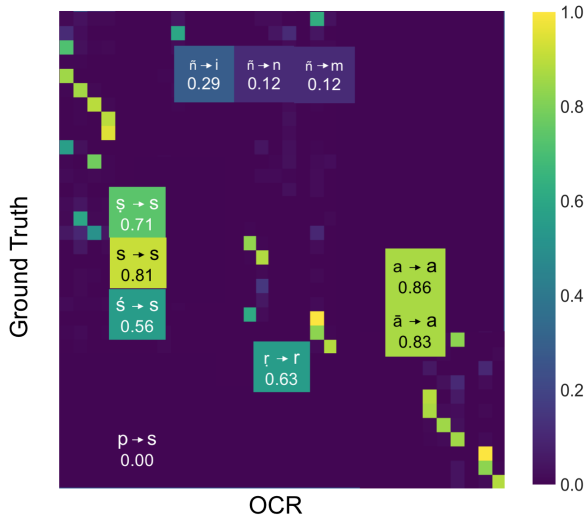 1.0
ñ → i
ñ → n
ñ → m
0.29
0.12
0.12
0.8
ṣ → s
0.71
s → s
0.81
ś → s
0.56
a → a
0.86
ā → a
0.83
0.6
0.4
ṛ → r
0.63
0.2
p → s
0.00
0.0
Ground Truth
OCR